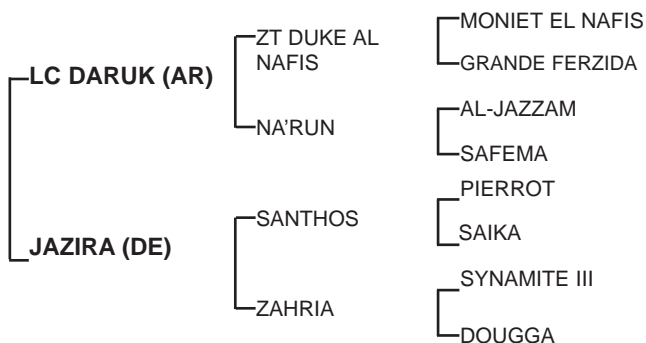 LC DARUK (AR)
ZT DUKE AL
NAFIS
MONIET EL NAFIS
GRANDE FERZIDA
NA’RUN
AL-JAZZAM
SAFEMA
JAZIRA (DE)
SANTHOS
PIERROT
SAIKA
ZAHRIA
SYNAMITE III
DOUGGA